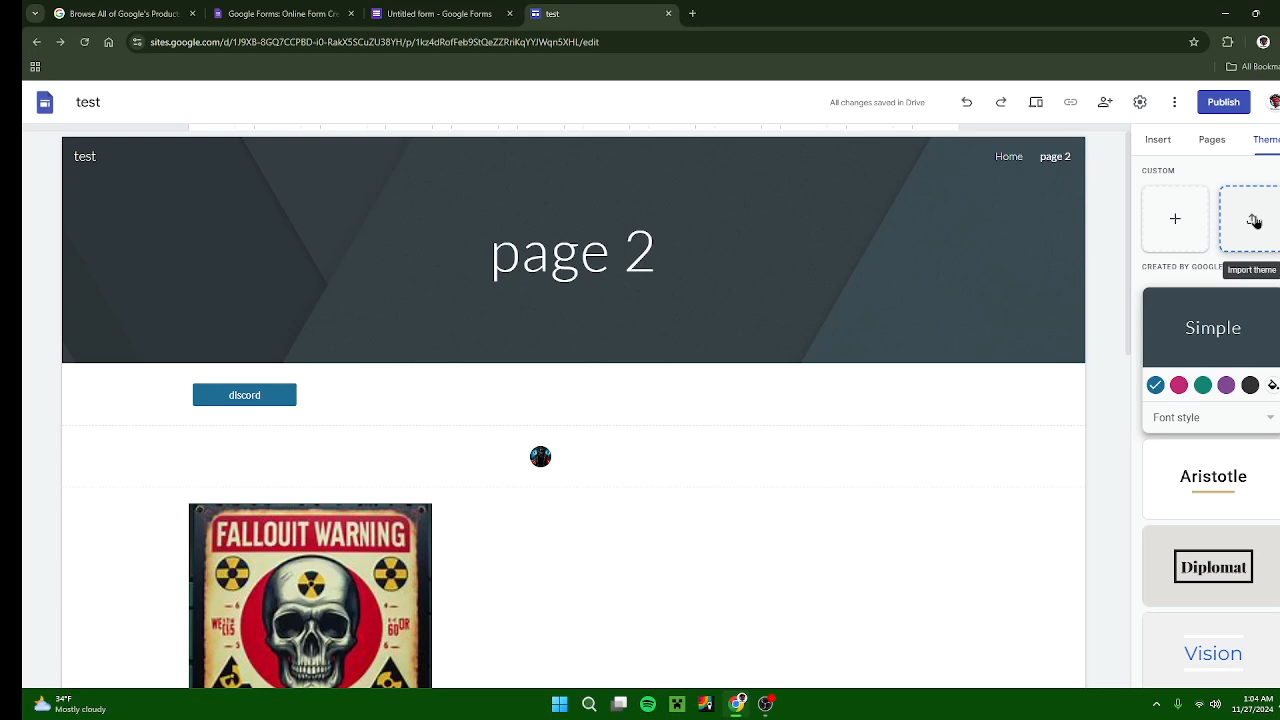 Browse All of Google's Product
Google Forms: Online Form Cre
Untitled form - Google Forms
test
sites.google.com/d/1J9XB-8GQ7CCPBD-i0-RakX5SCuZU38YH/p/1kz4dRofFeb9StQeZZRriKqYYJWqn5XHL/edit
All Bookma
test
All changes saved in Drive
Publish
Insert
Pages
Theme
test
Home
page 2
page 2
CUSTOM
CREATED BY GOOGLE
Import theme
Simple
Font style
Aristotle
Diplomat
Vision
discord
FALLOUT WARNING
34°F
Mostly cloudy
1:04 AM
11/27/2024